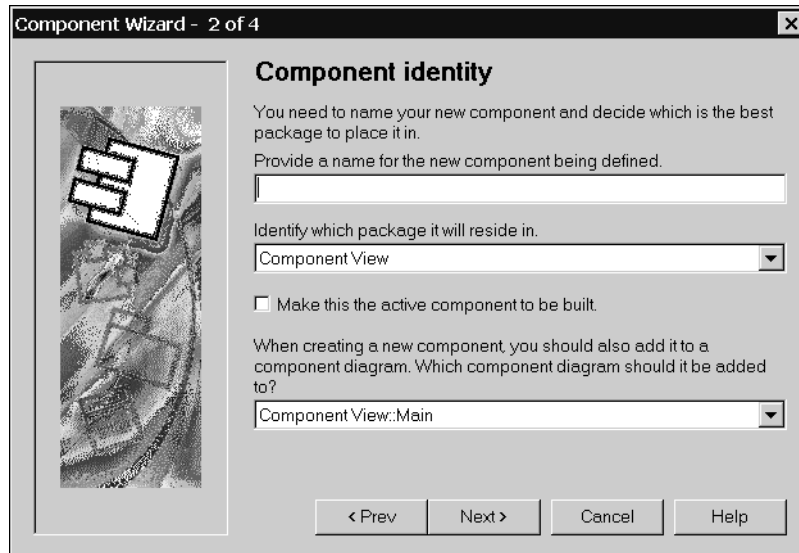 Component Wizard - 2 of 4
Component identity
You need to name your new component and decide which is the best
package to place it in.
Provide a name for the new component being defined.
Identify which package it will reside in.
Component View
Make this the active component to be built.
When creating a new component, you should also add it to a
component diagram. Which component diagram should it be added
to?
Component View::Main
< Prev
Next >
Cancel
Help